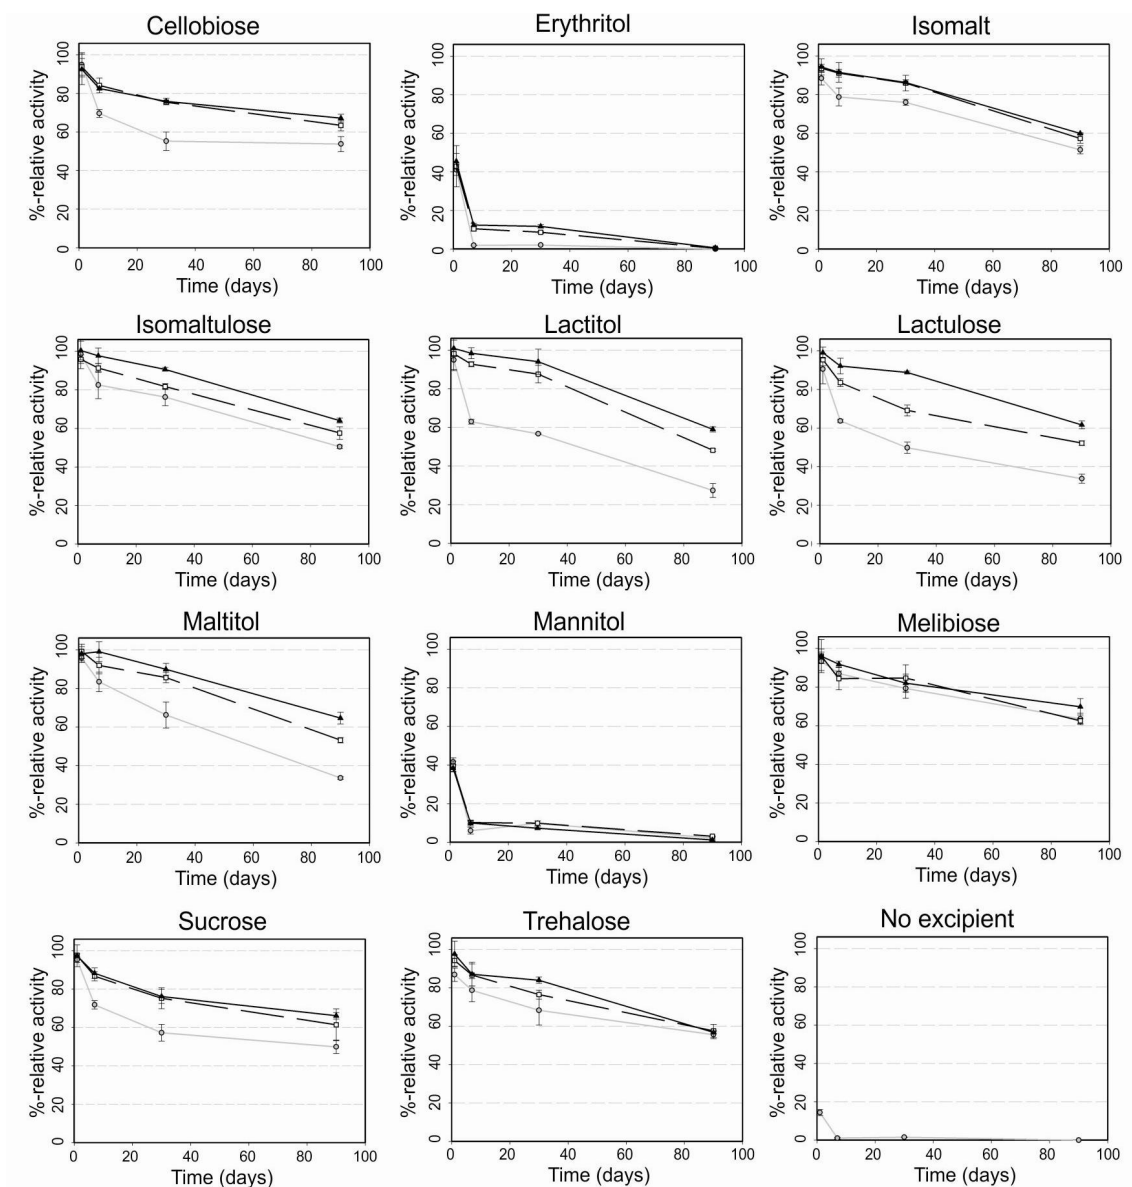 Cellobiose
%-relative activity
0 20 40 60 80 100
0 20 40 60 80 100
Time (days)
Erythritol
%-relative activity
0 20 40 60 80 100
0 20 40 60 80 100
Time (days)
Isomalt
%-relative activity
0 20 40 60 80 100
0 20 40 60 80 100
Time (days)
Isomaltulose
%-relative activity
0 20 40 60 80 100
0 20 40 60 80 100
Time (days)
Lactitol
%-relative activity
0 20 40 60 80 100
0 20 40 60 80 100
Time (days)
Lactulose
%-relative activity
0 20 40 60 80 100
0 20 40 60 80 100
Time (days)
Maltitol
%-relative activity
0 20 40 60 80 100
0 20 40 60 80 100
Time (days)
Mannitol
%-relative activity
0 20 40 60 80 100
0 20 40 60 80 100
Time (days)
Melibiose
%-relative activity
0 20 40 60 80 100
0 20 40 60 80 100
Time (days)
Sucrose
%-relative activity
0 20 40 60 80 100
0 20 40 60 80 100
Time (days)
Trehalose
%-relative activity
0 20 40 60 80 100
0 20 40 60 80 100
Time (days)
No excipient
%-relative activity
0 20 40 60 80 100
0 20 40 60 80 100
Time (days)